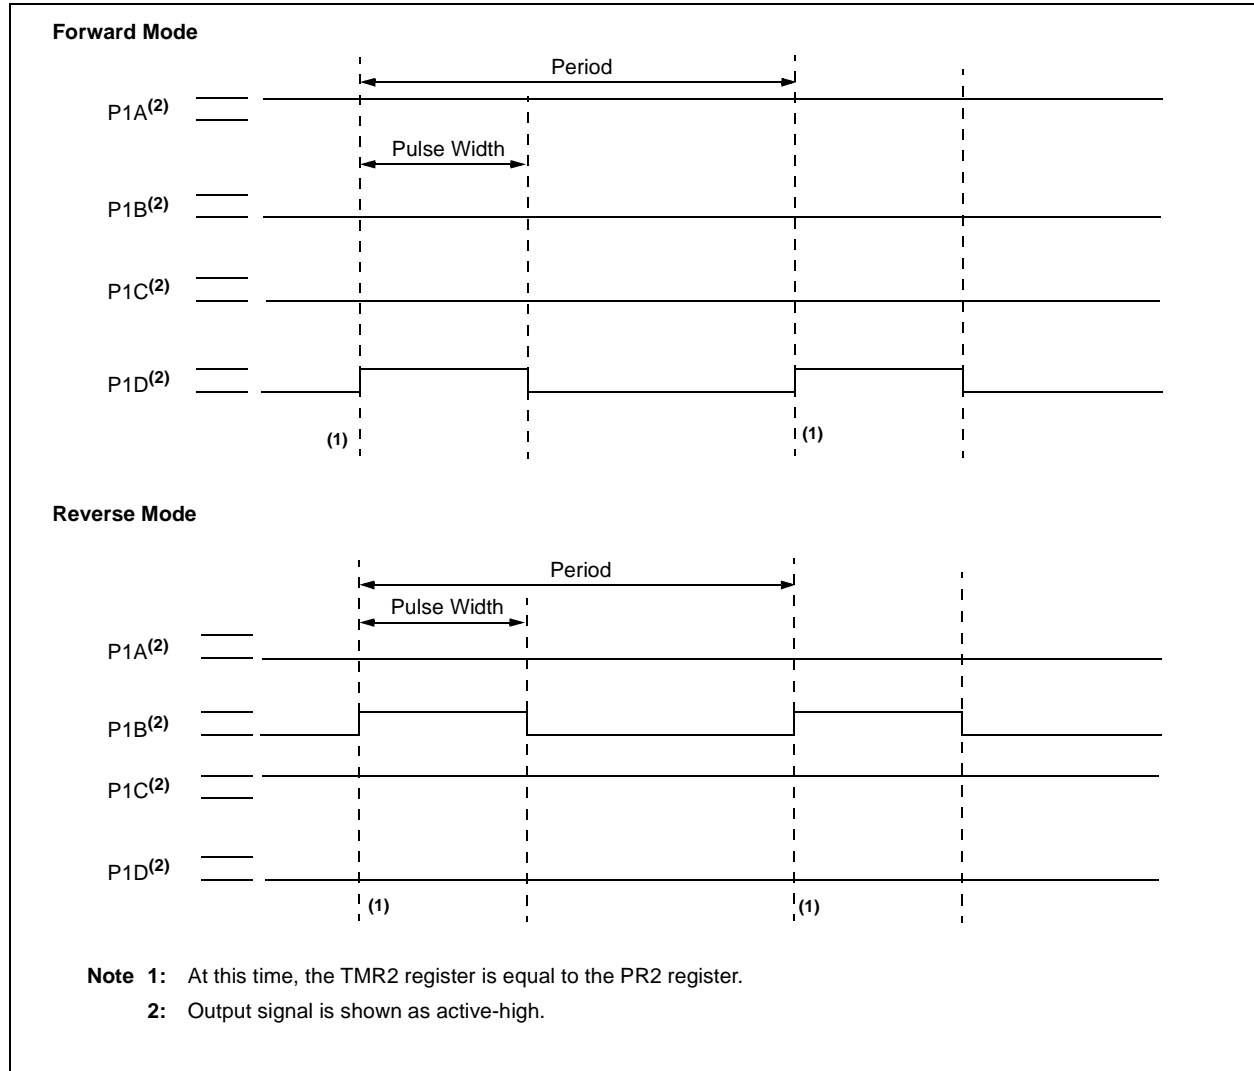 Forward Mode
Period
P1A(2)
Pulse Width
P1B(2)
P1C(2)
P1D(2)
(1)
(1)
Reverse Mode
Period
Pulse Width
P1A(2)
P1B(2)
P1C(2)
P1D(2)
(1)
(1)
Note 1: At this time, the TMR2 register is equal to the PR2 register.
2: Output signal is shown as active-high.